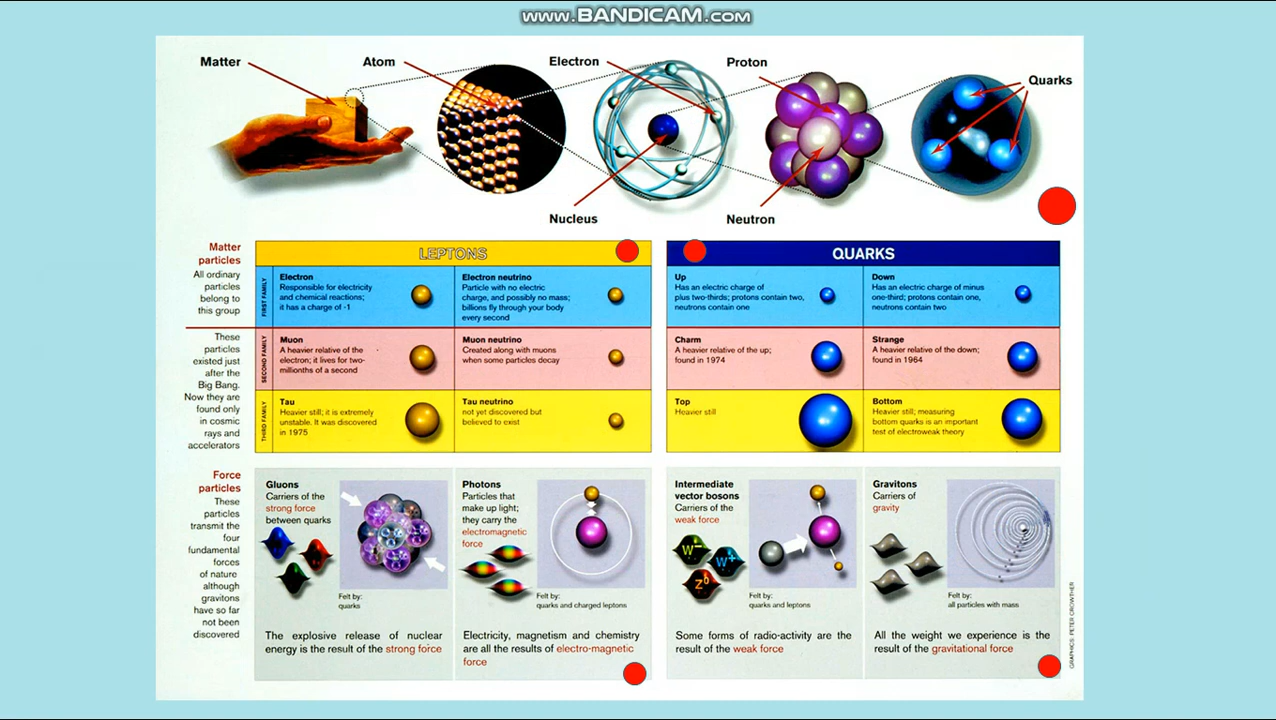 www.BANDICAM.com
Matter
Atom
Electron
Proton
Quarks
Nucleus
Neutron
Matter
particles
All ordinary
particles
belong to
this group
These
particles
existed just
after the
Big Bang.
Now they are
found only
in cosmic
rays and
accelerators
LEPTONS
FIRST FAMILY
Electron
Responsible for electricity
and chemical reactions;
it has a charge of -1
Electron neutrino
Particle with no electric
charge, and possibly no mass;
billions fly through your body
every second
SECOND FAMILY
Muon
A heavier relative of the
electron; it lives for two-
millionths of a second
Muon neutrino
Created along with muons
when some particles decay
THIRD FAMILY
Tau
Heavier still; it is extremely
unstable. It was discovered
in 1975
Tau neutrino
not yet discovered but
believed to exist
QUARKS
Up
Has an electric charge of
plus two-thirds; protons contain two,
neutrons contain one
Down
Has an electric charge of minus
one-third; protons contain one,
neutrons contain two
Charm
A heavier relative of the up;
found in 1974
Strange
A heavier relative of the down;
found in 1964
Top
Heavier still
Bottom
Heavier still; measuring
bottom quarks is an important
test of electroweak theory
Force
particles
These
particles
transmit the
four
fundamental
forces
of nature
although
gravitons
have so far
not been
discovered
Gluons
Carriers of the
strong force
between quarks
Felt by:
quarks
The explosive release of nuclear
energy is the result of the strong force
Photons
Particles that
make up light;
they carry the
electromagnetic
force
Felt by:
quarks and charged leptons
Electricity, magnetism and chemistry
are all the results of electro-magnetic
force
Intermediate
vector bosons
Carriers of the
weak force
W-
W+
Z0
Felt by:
quarks and leptons
Some forms of radio-activity are the
result of the weak force
Gravitons
Carriers of
gravity
Felt by:
all particles with mass
All the weight we experience is the
result of the gravitational force
GRAPHICS: PETER CROWTHER